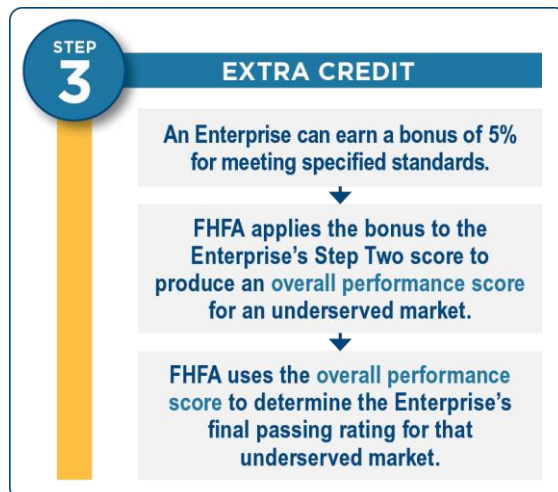 STEP
3
EXTRA CREDIT
An Enterprise can earn a bonus of 5%
for meeting specified standards.
FHFA applies the bonus to the
Enterprise's Step Two score to
produce an overall performance score
for an underserved market.
FHFA uses the overall performance
score to determine the Enterprise's
final passing rating for that
underserved market.